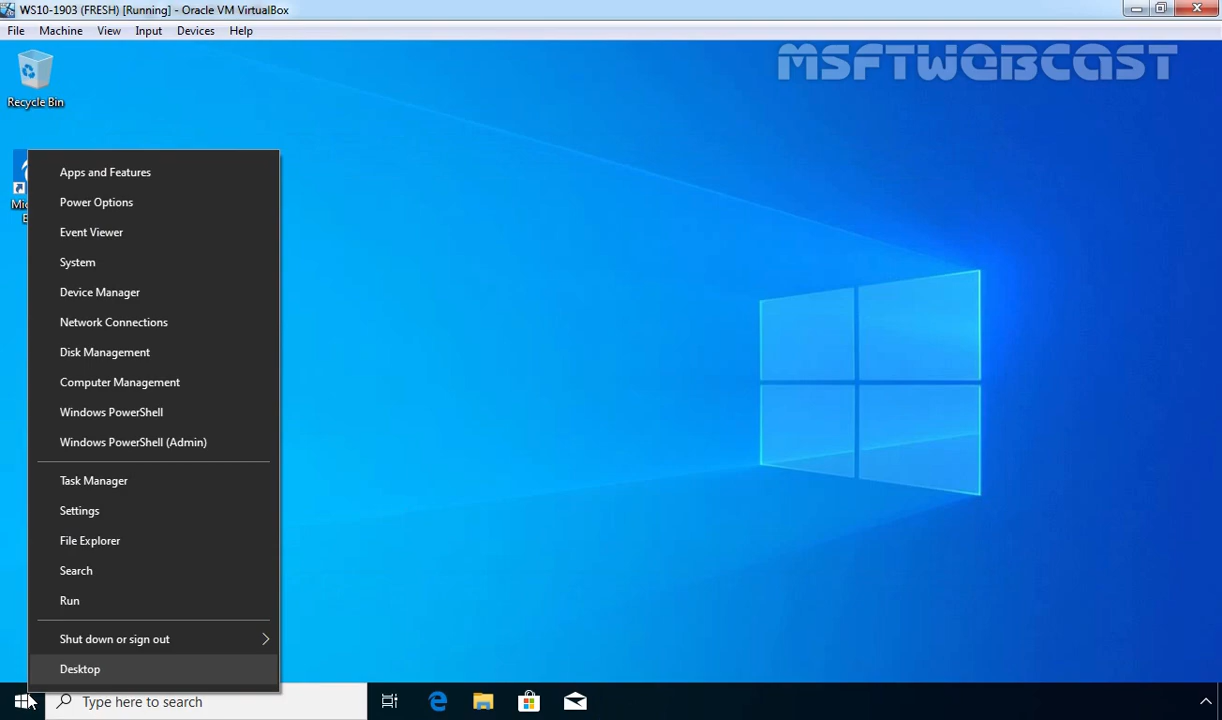 WS10-1903 (FRESH) [Running] - Oracle VM VirtualBox
File Machine View Input Devices Help
MSFTWEBCAST
Recycle Bin
Apps and Features
Power Options
Event Viewer
System
Device Manager
Network Connections
Disk Management
Computer Management
Windows PowerShell
Windows PowerShell (Admin)
Task Manager
Settings
File Explorer
Search
Run
Shut down or sign out
Desktop
Type here to search